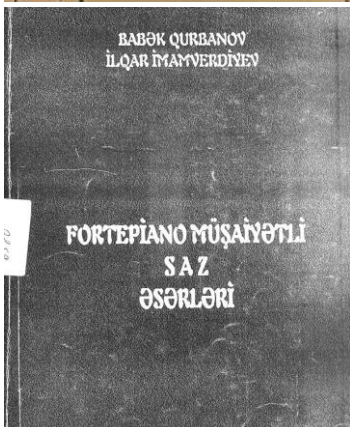 BABƏK QURBANOV
İLQAR İMAMVERDİYEV
FORTEPİANO MÜŞAİYƏTLİ
SAZ
ƏSƏRLƏRİ